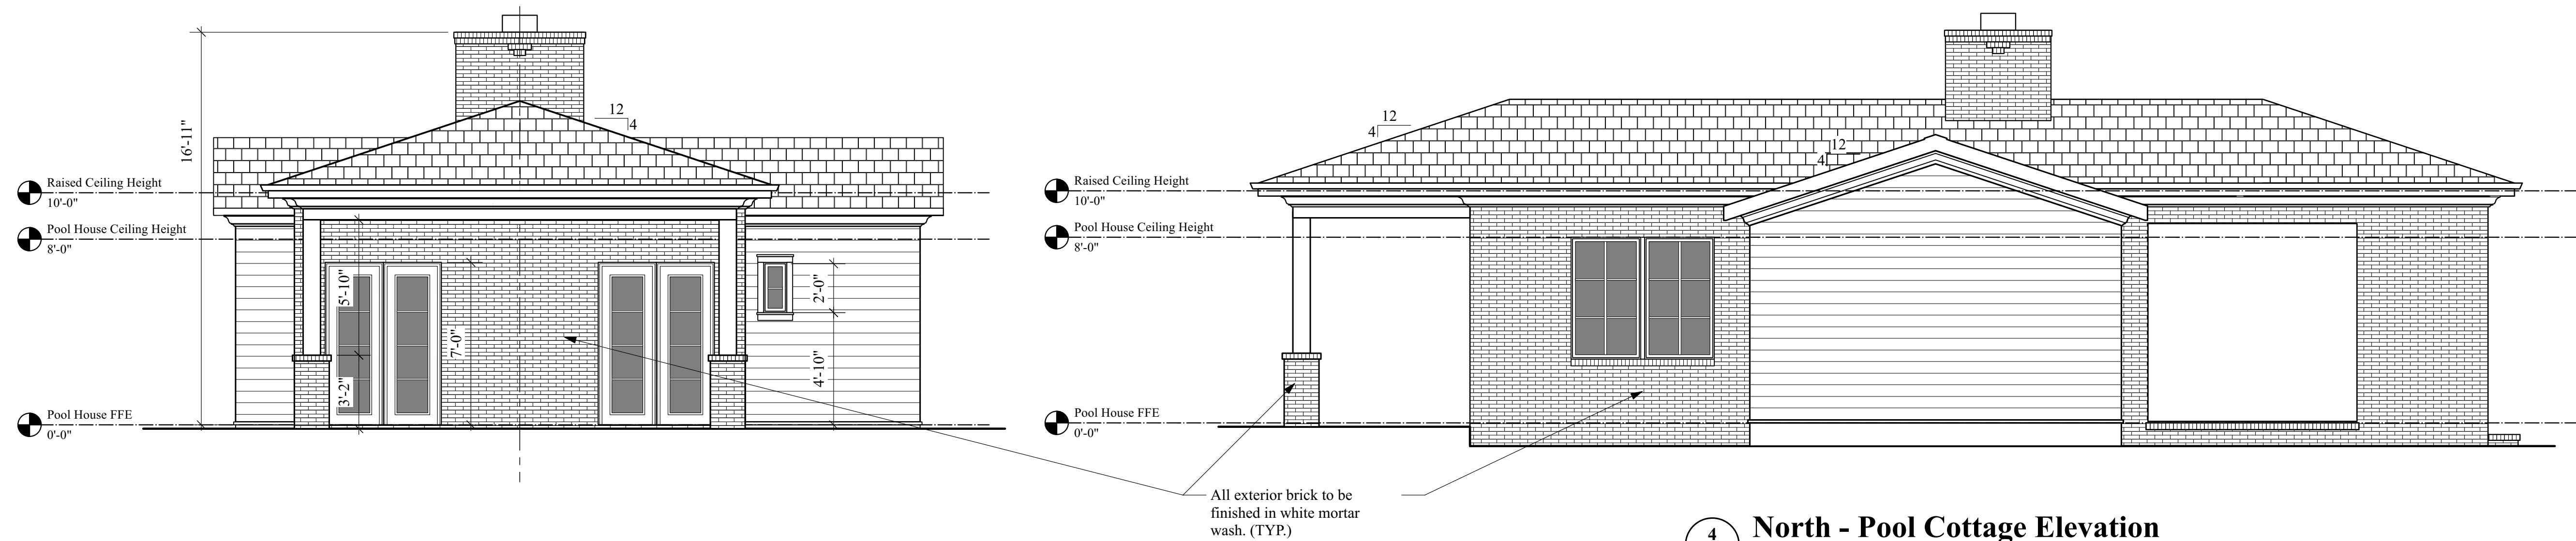 16'-11"
12
4
Raised Ceiling Height
10'-0"
Pool House Ceiling Height
8'-0"
5'-10"
2'-0"
7'-0"
4'-10"
3'-2"
Pool House FFE
0'-0"
12
4
12
4
Raised Ceiling Height
10'-0"
Pool House Ceiling Height
8'-0"
Pool House FFE
0'-0"
All exterior brick to be
finished in white mortar
wash. (TYP.)
4
North - Pool Cottage Elevation